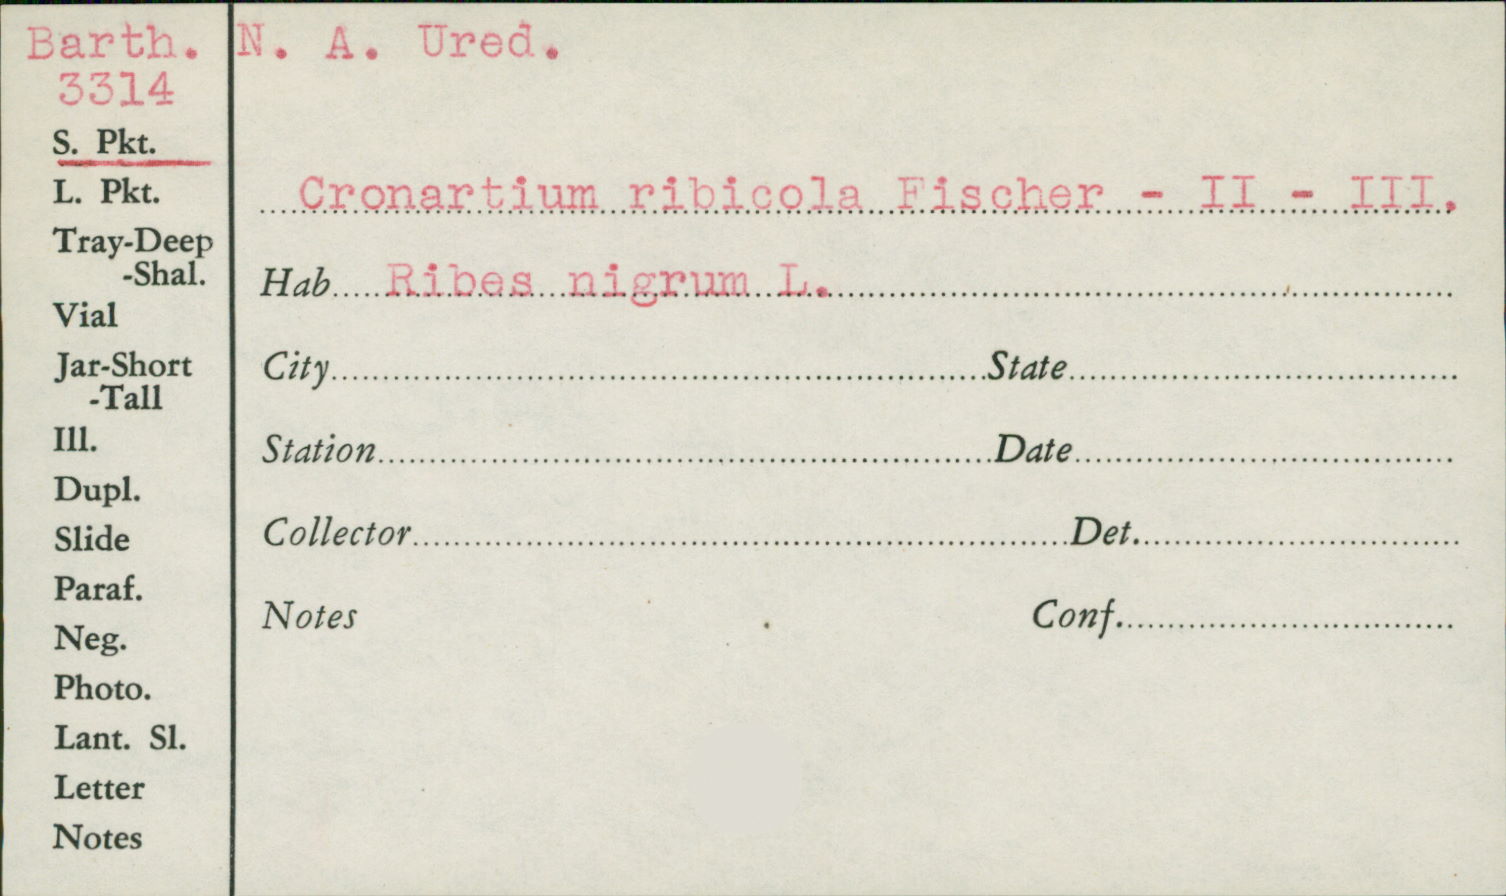 Barth. N. A. Ured.
3314
S. Pkt.
L. Pkt.
Tray-Deep
-Shal.
Vial
Jar-Short
-Tall
Ill.
Dupl.
Slide
Paraf.
Neg.
Photo.
Lant. Sl.
Letter
Notes
Cronartium ribicola Fischer - II - III.
Hab Ribes nigrum L.
City State
Station Date
Collector Det.
Notes Conf.